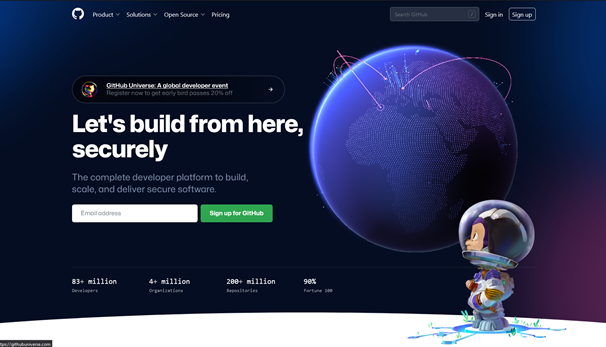 Product
Solutions
Open Source
Pricing
Search GitHub
/
Sign in
Sign up
GitHub Universe: A global developer event
Register now to get early bird passes 20% off
Let's build from here,
securely
The complete developer platform to build,
scale, and deliver secure software.
Email address
Sign up for GitHub
83+ million
4+ million
200+ million
90%
Developers
Organizations
Repositories
Fortune 100
tps://githubuniverse.com